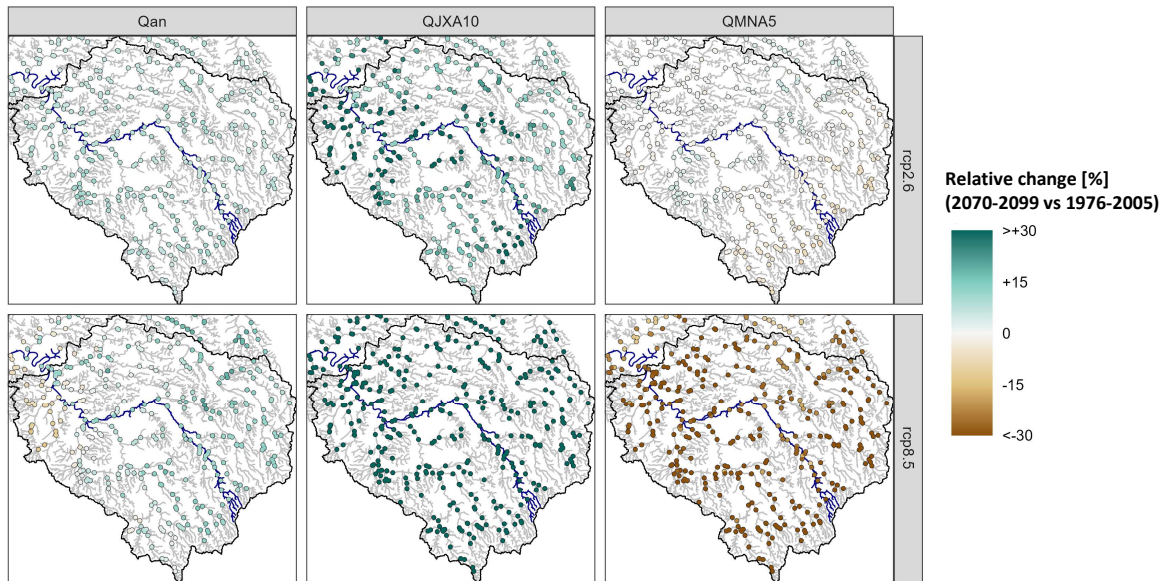 Qan
QJXA10
QMNA5
rcp2.6
rcp8.5
Relative change [%]
(2070-2099 vs 1976-2005)
>+30
+15
0
-15
<-30